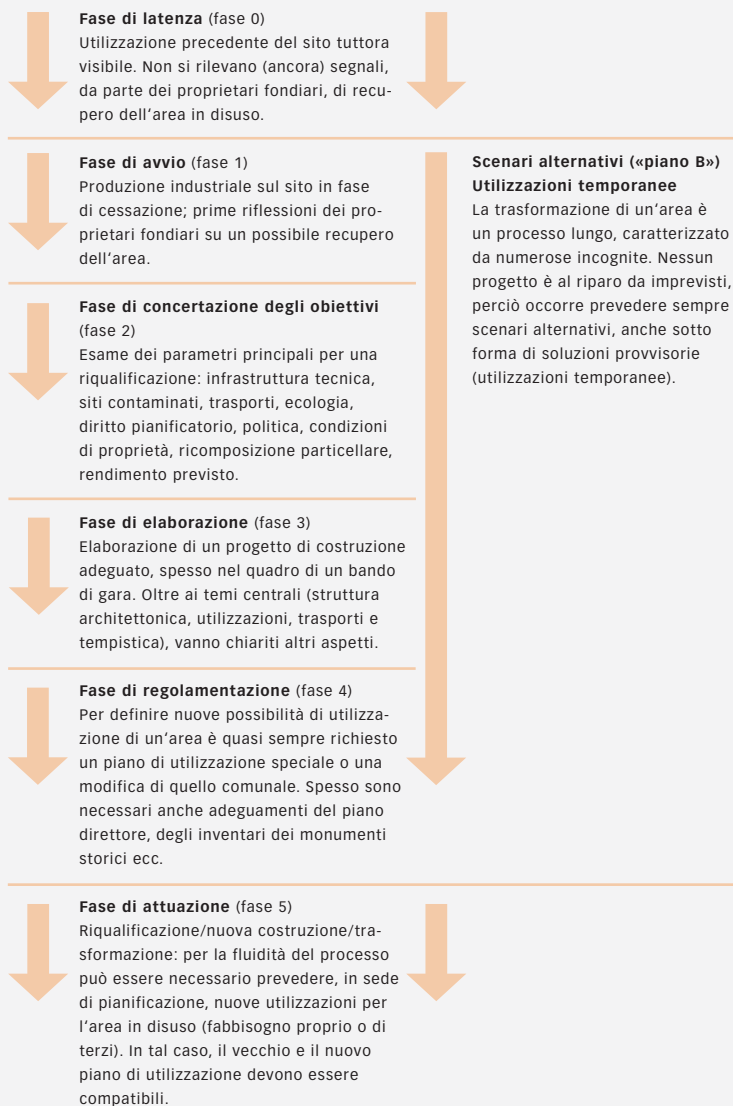 Fase di latenza (fase 0)
Utilizzazione precedente del sito tuttora
visibile. Non si rilevano (ancora) segnali,
da parte dei proprietari fondiari, di recu-
pero dell'area in disuso.
Fase di avvio (fase 1)
Produzione industriale sul sito in fase
di cessazione; prime riflessioni dei pro-
prietari fondiari su un possibile recupero
dell'area.
Fase di concertazione degli obiettivi
(fase 2)
Esame dei parametri principali per una
riqualificazione: infrastruttura tecnica,
siti contaminati, trasporti, ecologia,
diritto pianificatorio, politica, condizioni
di proprietà, ricomposizione particellare,
rendimento previsto.
Fase di elaborazione (fase 3)
Elaborazione di un progetto di costruzione
adeguato, spesso nel quadro di un bando
di gara. Oltre ai temi centrali (struttura
architettonica, utilizzazioni, trasporti e
tempistica), vanno chiariti altri aspetti.
Fase di regolamentazione (fase 4)
Per definire nuove possibilità di utilizza-
zione di un'area è quasi sempre richiesto
un piano di utilizzazione speciale o una
modifica di quello comunale. Spesso sono
necessari anche adeguamenti del piano
direttore, degli inventari dei monumenti
storici ecc.
Scenari alternativi («piano B»)
Utilizzazioni temporanee
La trasformazione di un'area è
un processo lungo, caratterizzato
da numerose incognite. Nessun
progetto è al riparo da imprevisti,
perciò occorre prevedere sempre
scenari alternativi, anche sotto
forma di soluzioni provvisorie
(utilizzazioni temporanee).
Fase di attuazione (fase 5)
Riqualificazione/nuova costruzione/tra-
sformazione: per la fluidità del processo
può essere necessario prevedere, in sede
di pianificazione, nuove utilizzazioni per
l'area in disuso (fabbisogno proprio o di
terzi). In tal caso, il vecchio e il nuovo
piano di utilizzazione devono essere
compatibili.